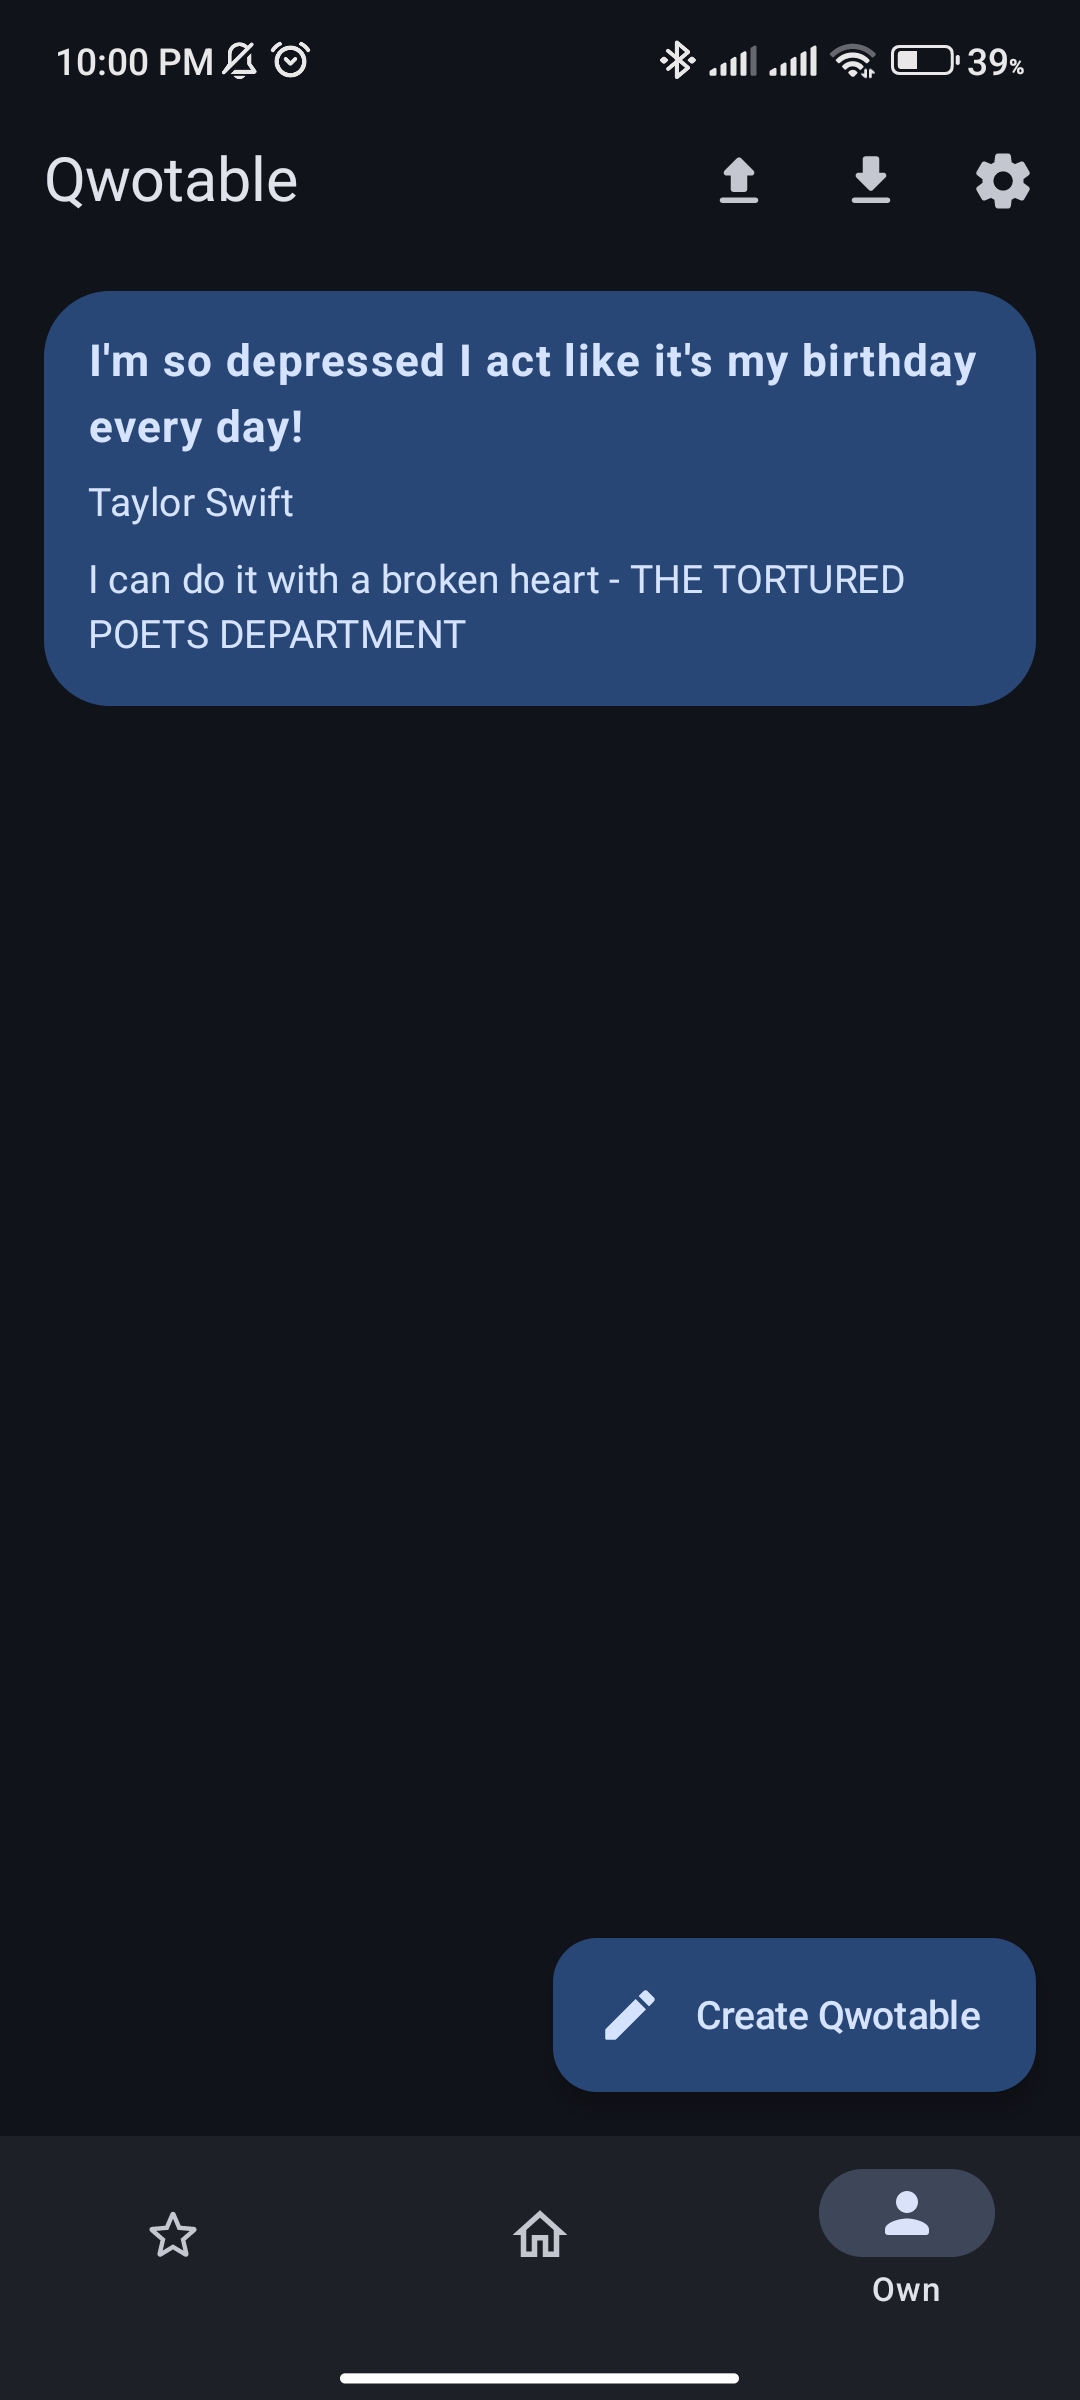 10:00 PM 39%
Qwotable
I'm so depressed I act like it's my birthday
every day!
Taylor Swift
I can do it with a broken heart - THE TORTURED
POETS DEPARTMENT
Create Qwotable
Own